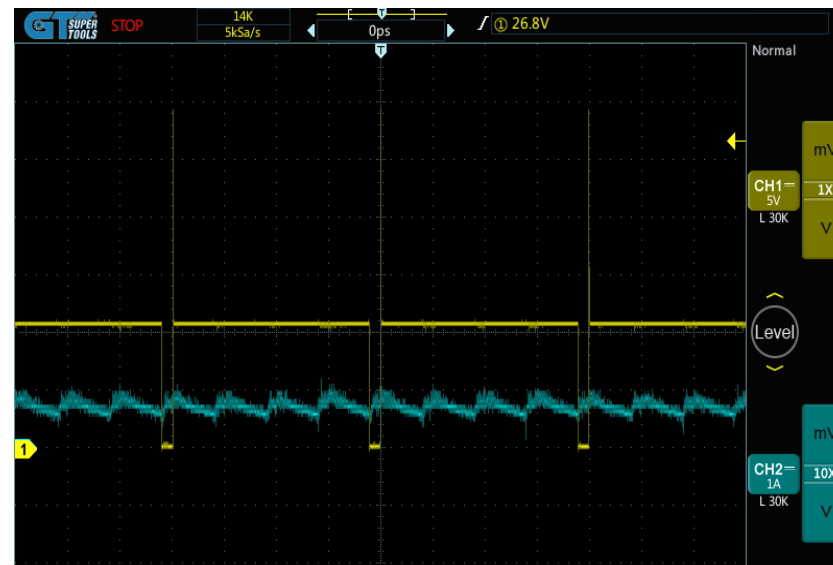 GT SUPER TOOLS
STOP
14K
5kSa/s
T
0ps
① 26.8V
T
Normal
mV
CH1
5V
1X
L 30K
V
Level
1
mV
CH2
1A
10X
L 30K
V